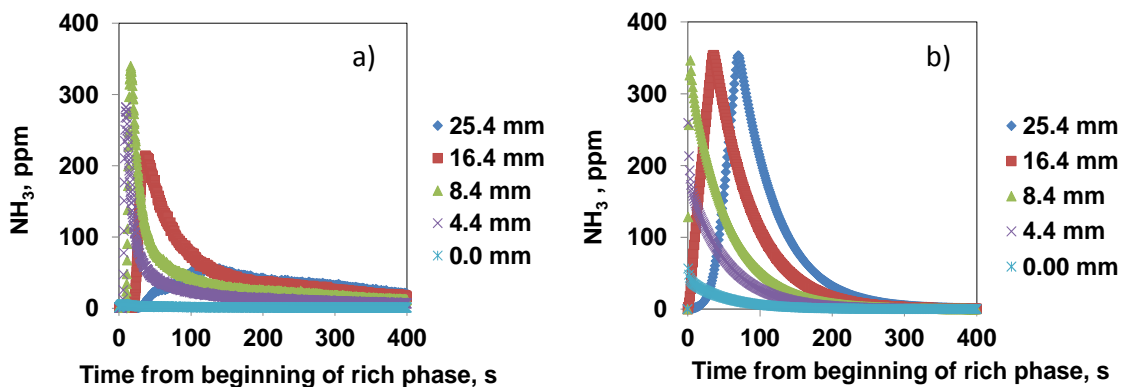 400
300
200
100
0
NH3, ppm
a)
0 100 200 300 400
Time from beginning of rich phase, s
25.4 mm
16.4 mm
8.4 mm
4.4 mm
0.0 mm
400
300
200
100
0
NH3 , ppm
b)
0 100 200 300 400
Time from beginning of rich phase, s
25.4 mm
16.4 mm
8.4 mm
4.4 mm
0.00 mm